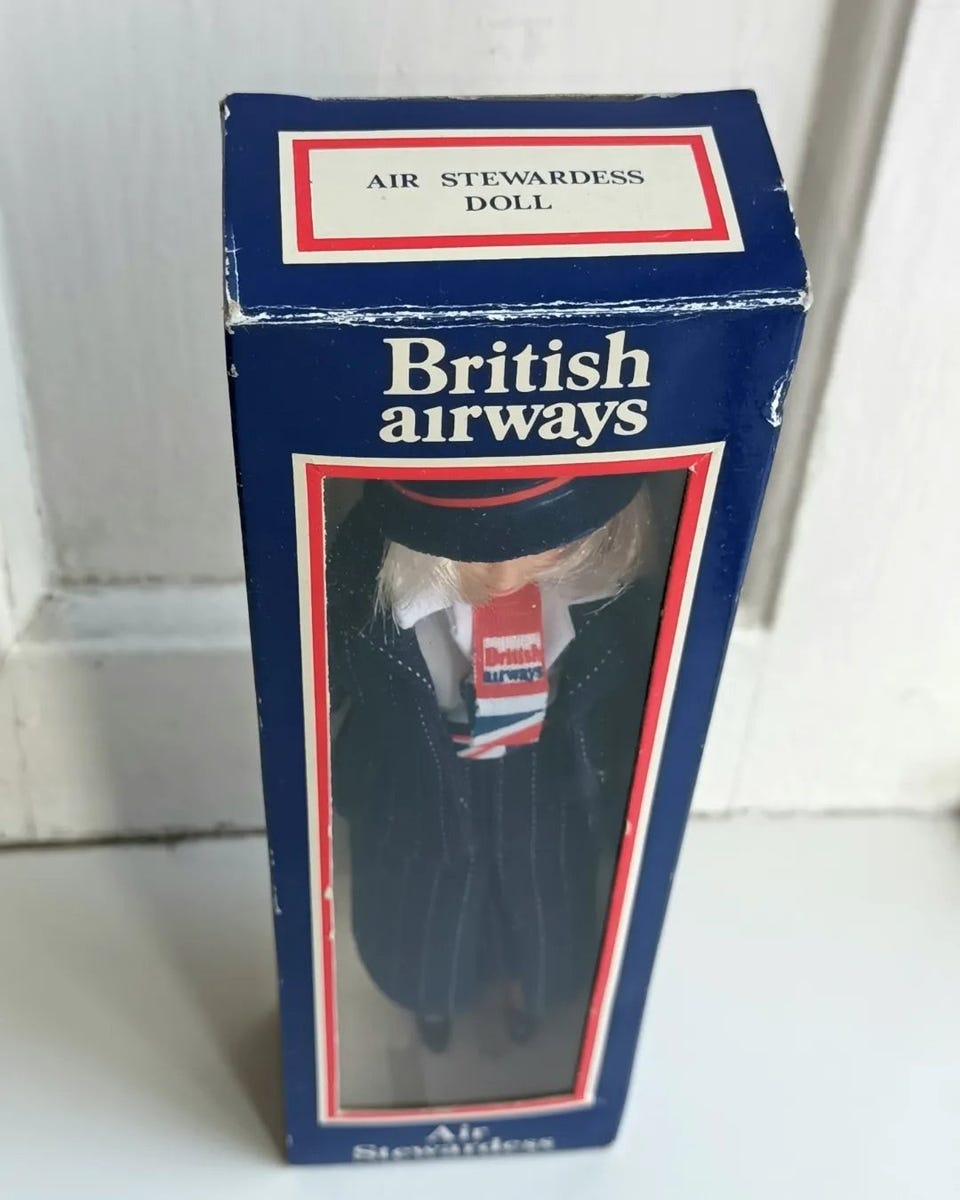 AIR STEWARDESS
DOLL
British
airways
British
airways
Air
Stewardess